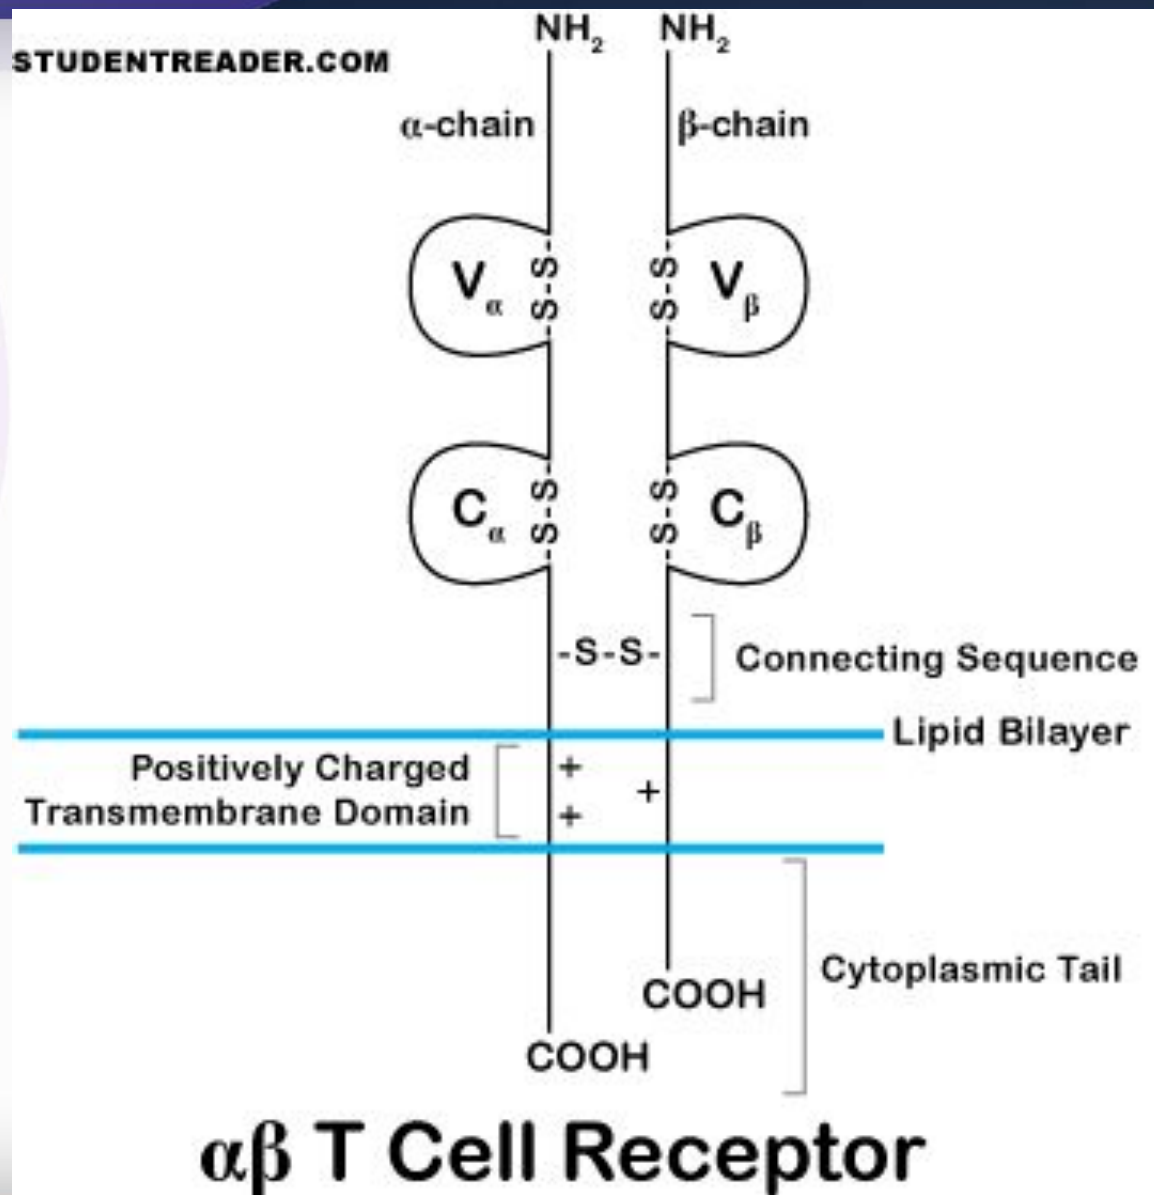 STUDENTREADER.COM
NH₂ NH₂
α-chain β-chain
S S
Vα Vβ
S S
S S
Cα Cβ
S S
-S-S-
Connecting Sequence
Lipid Bilayer
Positively Charged +
+
Transmembrane Domain +
Cytoplasmic Tail
COOH
COOH
αβ T Cell Receptor